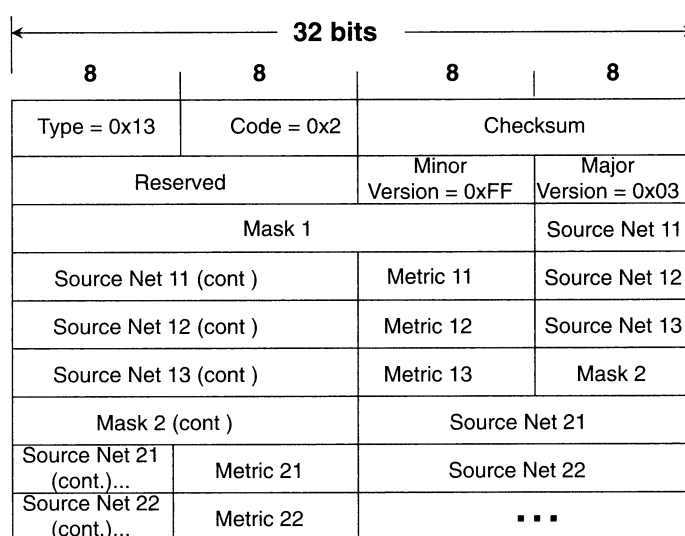 32 bits
8 8 8 8
Type = 0x13 Code = 0x2 Checksum
Reserved Minor Version = 0xFF Major Version = 0x03
Mask 1 Source Net 11
Source Net 11 (cont ) Metric 11 Source Net 12
Source Net 12 (cont ) Metric 12 Source Net 13
Source Net 13 (cont ) Metric 13 Mask 2
Mask 2 (cont ) Source Net 21
Source Net 21 (cont.)... Metric 21 Source Net 22
Source Net 22 (cont.)... Metric 22 ...